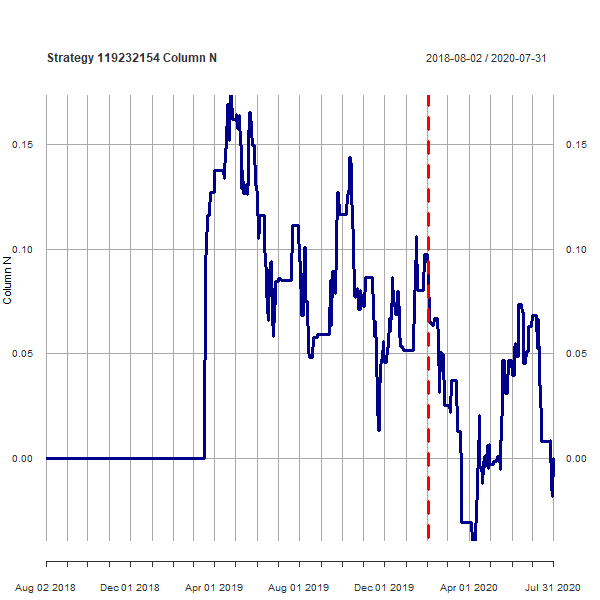 Strategy 119232154 Column N
2018-08-02 / 2020-07-31
0.15 0.15
0.10 0.10
Column N
0.05 0.05
0.00 0.00
Aug 02 2018 Dec 01 2018 Apr 01 2019 Aug 01 2019 Dec 01 2019 Apr 01 2020 Jul 31 2020